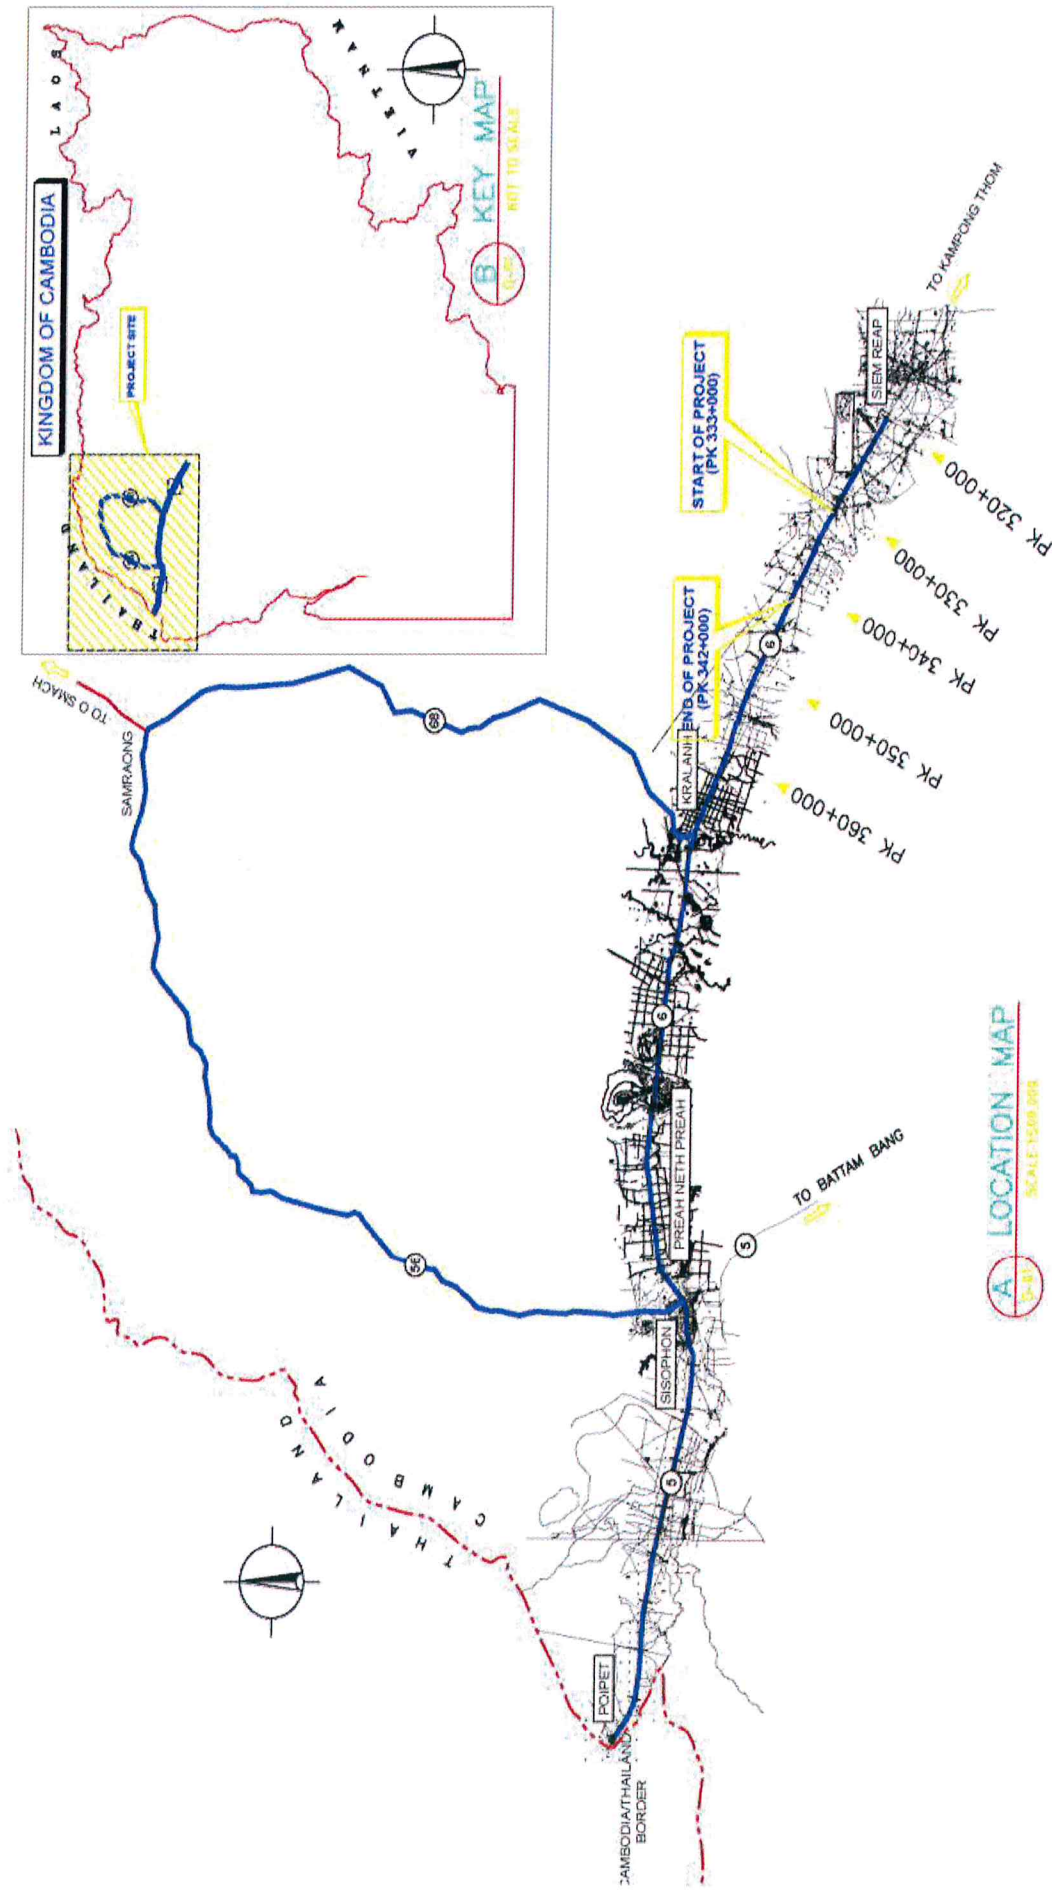 KINGDOM OF CAMBODIA
LAOS
VIETNAM
THAILAND
PROJECT SITE
B KEY MAP
NOT TO SCALE
TO O SMACH
SAMRAONG
68
56
THAILAND
CAMBODIA
CAMBODIA/THAILAND
BORDER
POIPET
5
SISOPHON
5
TO BATTAM BANG
PREAH NETH PREAH
6
KRALANH
END OF PROJECT
(PK 342+000)
6
START OF PROJECT
(PK 333+000)
SIEM REAP
TO KAMPONG THOM
PK 360+000
PK 350+000
PK 340+000
PK 330+000
PK 320+000
A LOCATION MAP